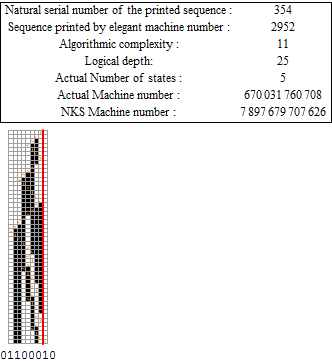 Natural serial number of the printed sequence : 354
Sequence printed by elegant machine number : 2952
Algorithmic complexity : 11
Logical depth: 25
Actual Number of states : 5
Actual Machine number : 670 031 760 708
NKS Machine number : 7 897 679 707 626
01100010